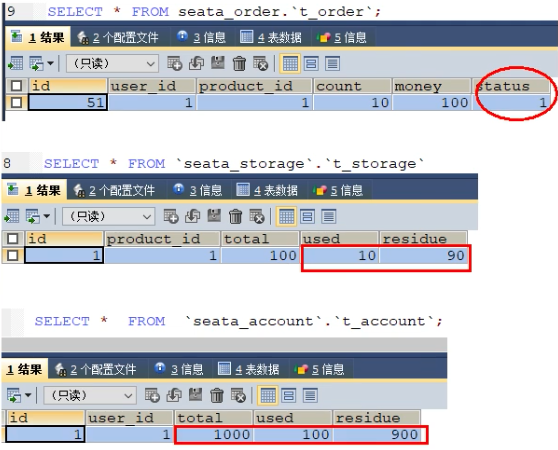 9 SELECT * FROM seata_order.`t_order`;
1 结果 2 个配置文件 3 信息 4 表数据 5 信息
(只读)
id user_id product_id count money status
51 1 1 10 100 1
8 SELECT * FROM `seata_storage`.`t_storage`
1 结果 2 个配置文件 3 信息 4 表数据 5 信息
(只读)
id product_id total used residue
1 1 100 10 90
SELECT * FROM `seata_account`.`t_account`;
1 结果 2 个配置文件 3 信息 4 表数据 5 信息
(只读)
id user_id total used residue
1 1 1000 100 900